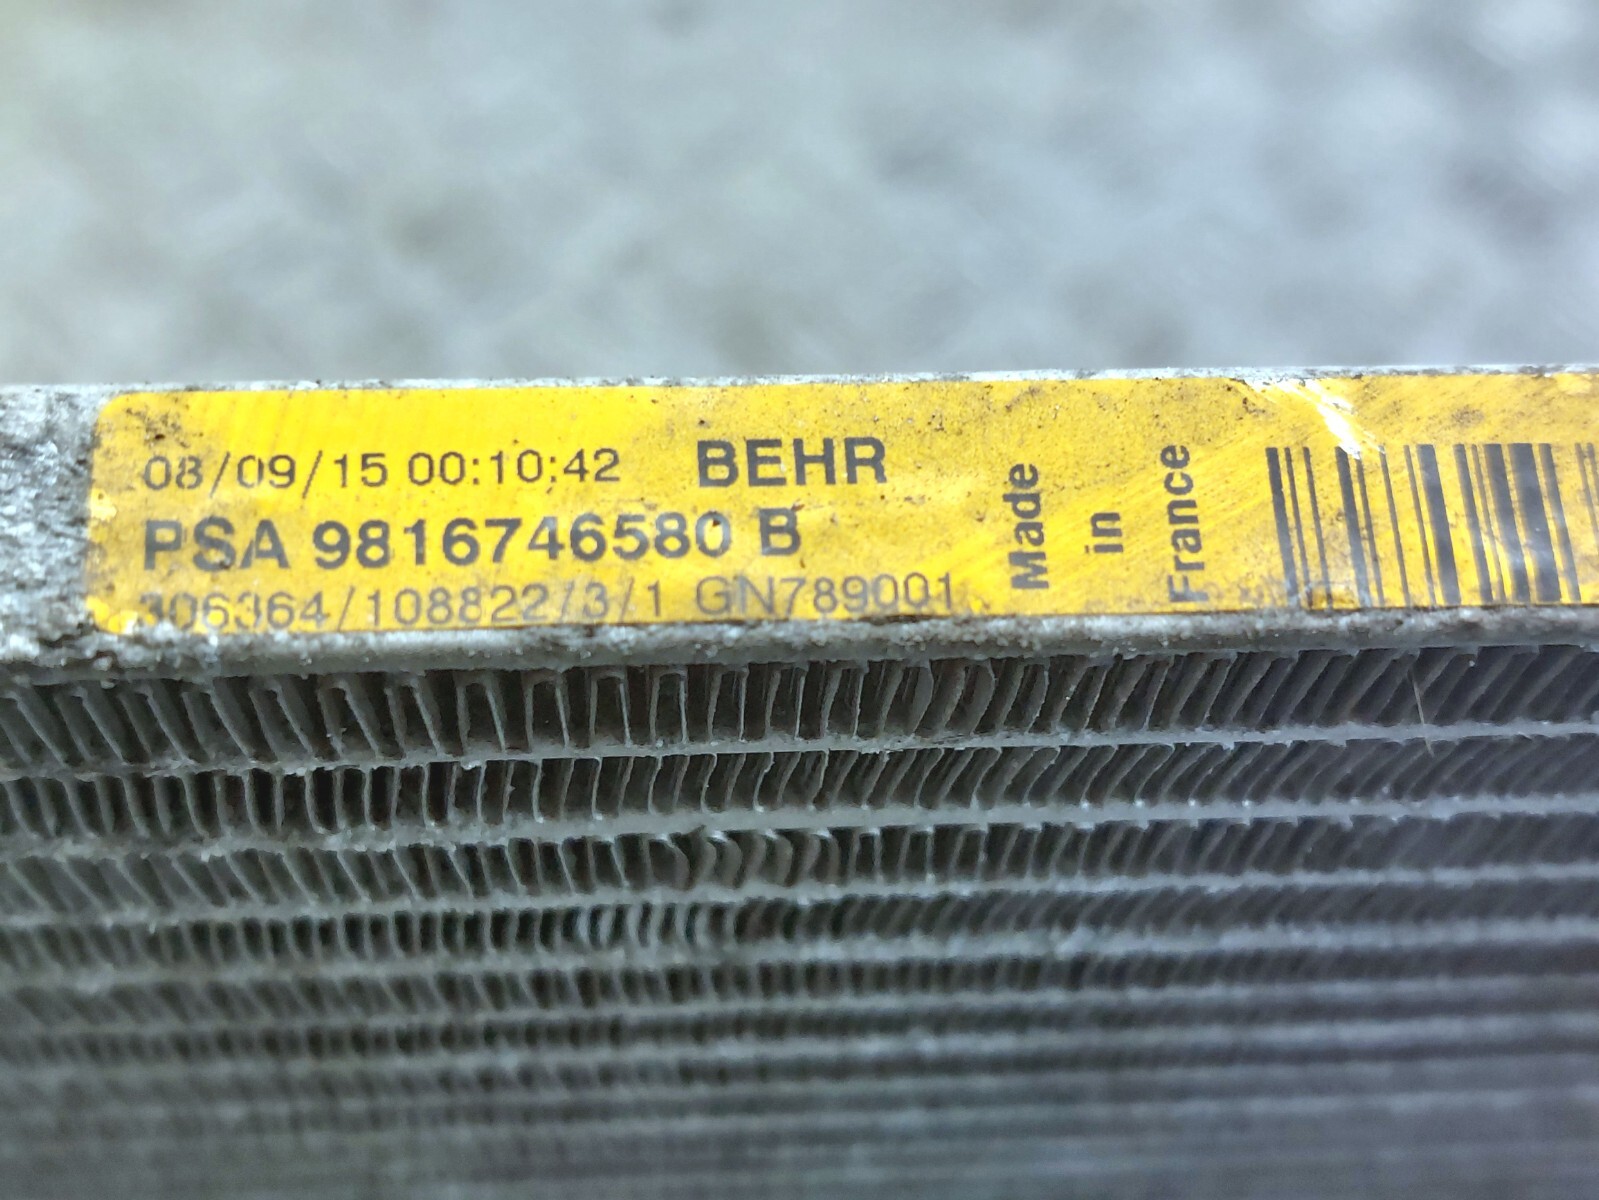 08/09/15 00:10:42 BEHR
PSA 9816746580 B
306364/108822/3/1 GN789001
Made
in
France